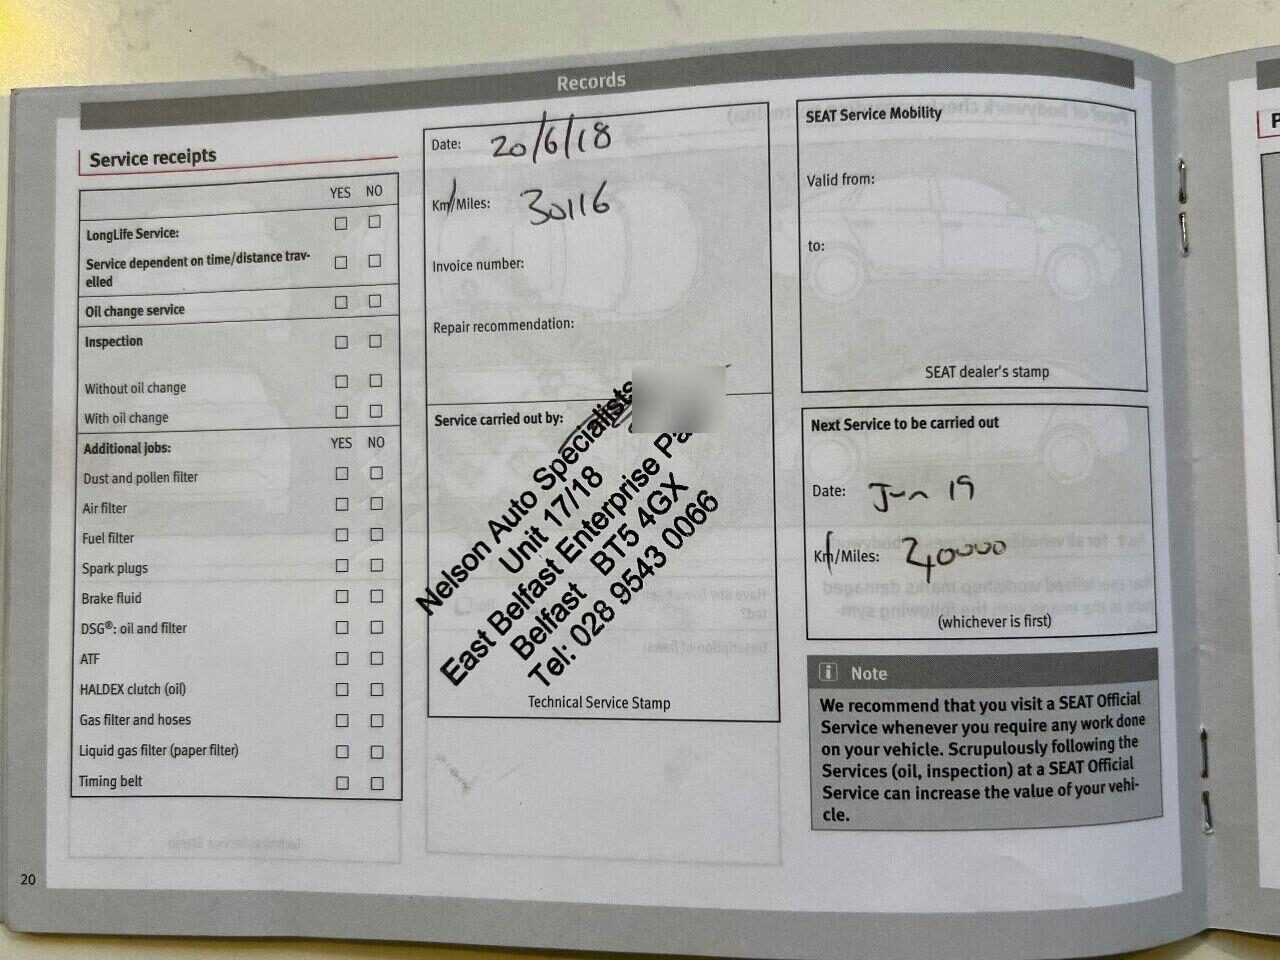 Records
Service receipts
YES NO
LongLife Service:
Service dependent on time/distance trav-
elled
Oil change service
Inspection
Without oil change
With oil change
Additional jobs: YES NO
Dust and pollen filter
Air filter
Fuel filter
Spark plugs
Brake fluid
DSG®: oil and filter
ATF
HALDEX clutch (oil)
Gas filter and hoses
Liquid gas filter (paper filter)
Timing belt
Date: 20/6/18
Km/Miles: 30116
Invoice number:
Repair recommendation:
Service carried out by:
Nelson Auto Specialists
Unit 17/18
East Belfast Enterprise Pa
Belfast BT5 4GX
Tel: 028 9543 0066
Technical Service Stamp
SEAT Service Mobility
Valid from:
to:
SEAT dealer's stamp
Next Service to be carried out
Date: Jun 19
Km/Miles: 40000
(whichever is first)
i Note
We recommend that you visit a SEAT Official
Service whenever you require any work done
on your vehicle. Scrupulously following the
Services (oil, inspection) at a SEAT Official
Service can increase the value of your vehi-
cle.
20
P